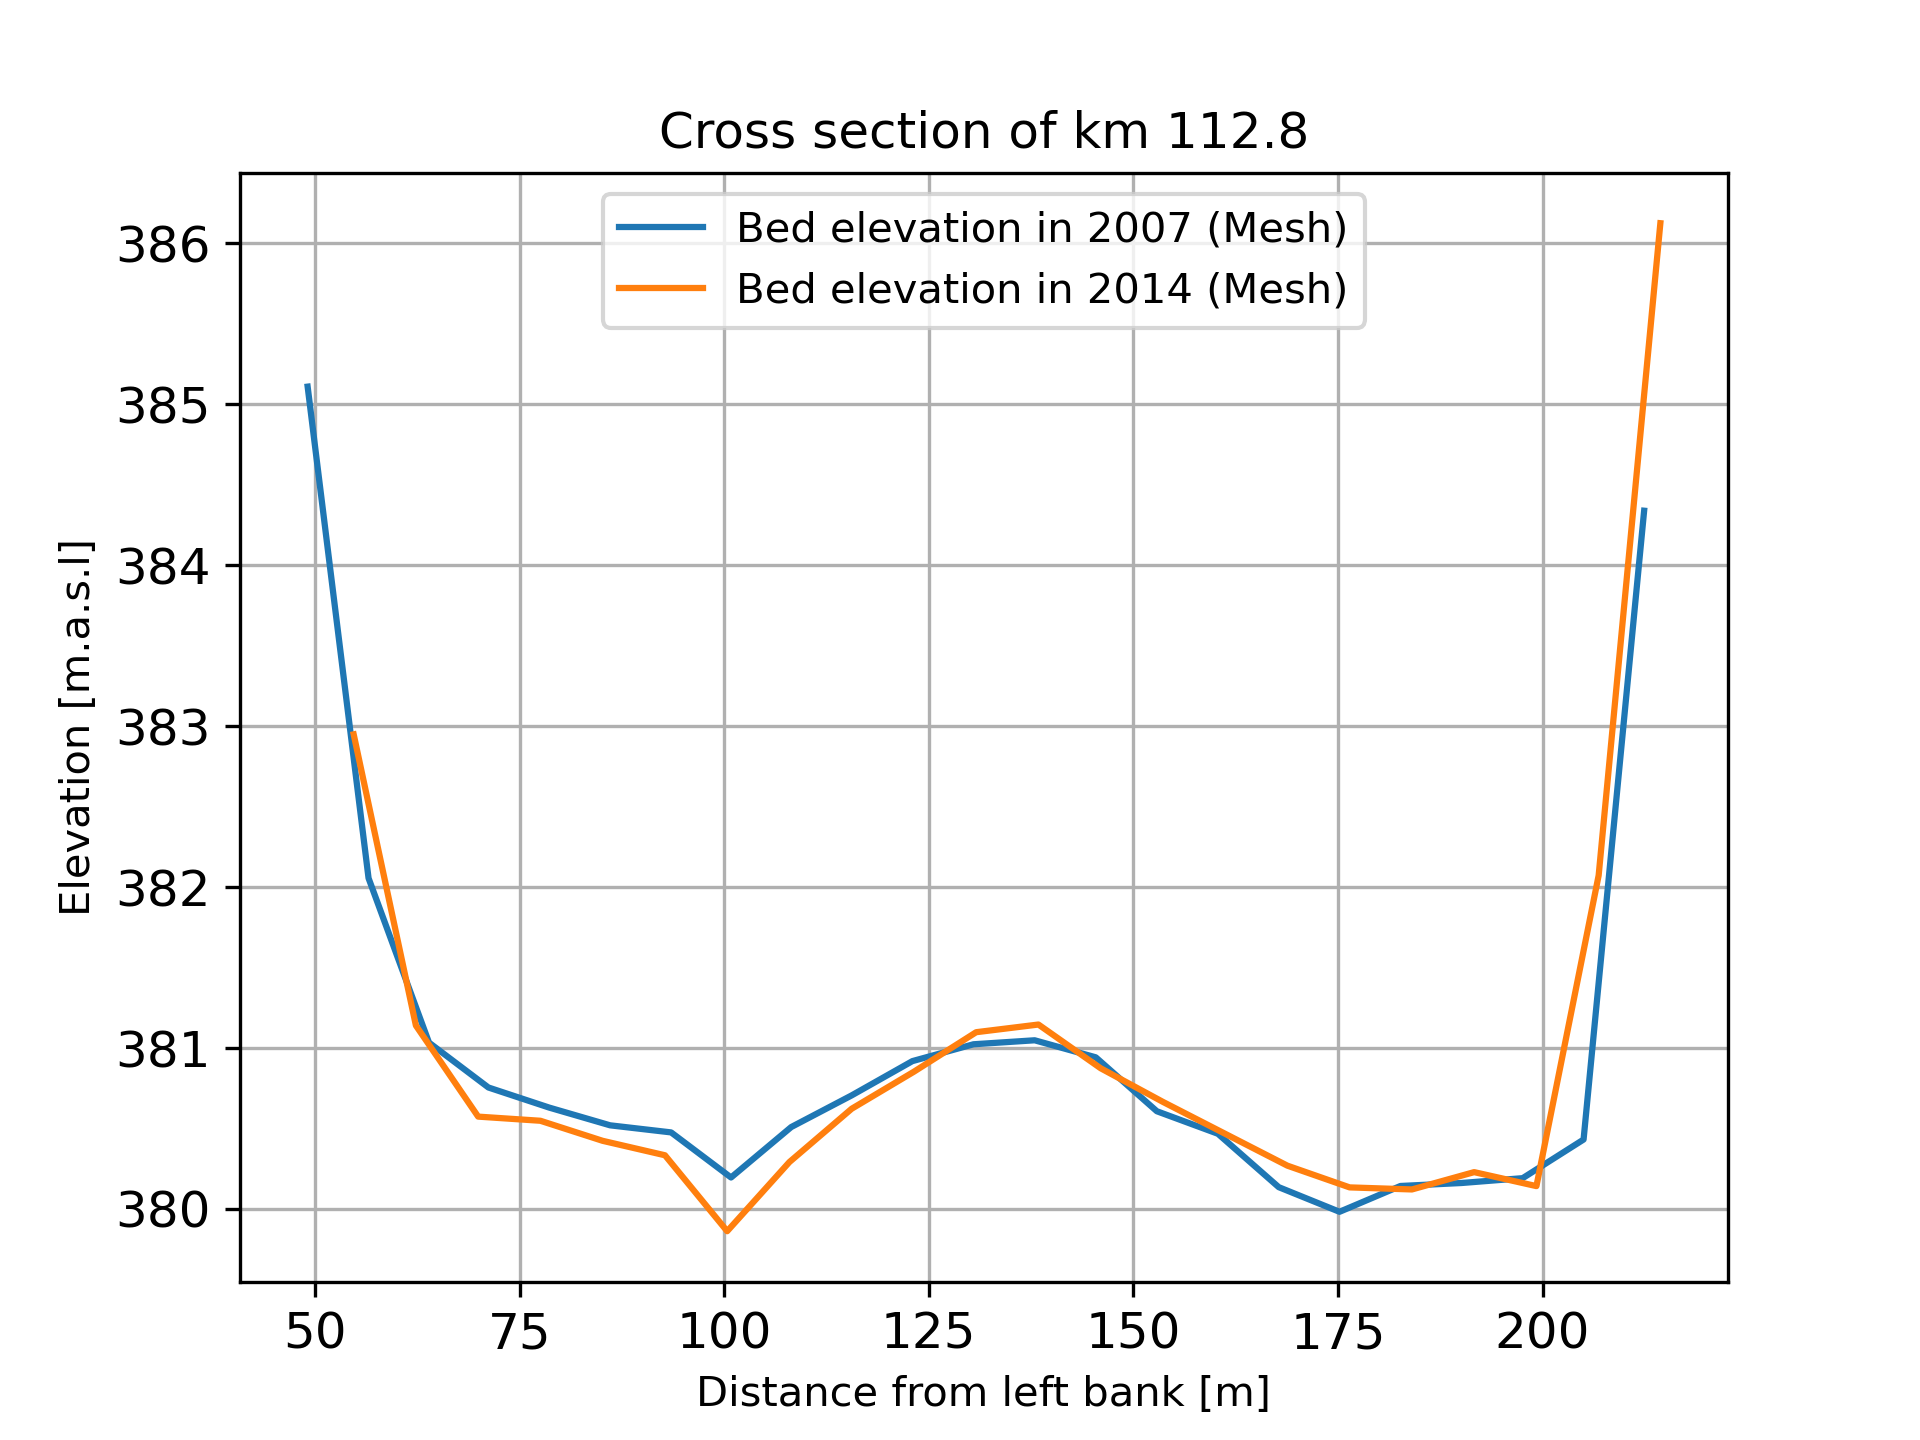 Cross section of km 112.8
Bed elevation in 2007 (Mesh)
Bed elevation in 2014 (Mesh)
386
385
384
383
382
381
380
Elevation [m.a.s.l]
50 75 100 125 150 175 200
Distance from left bank [m]